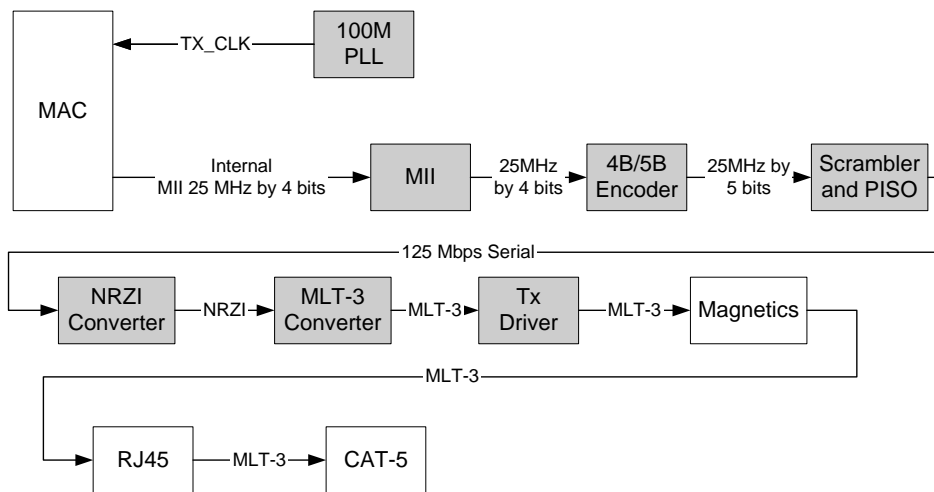 100M
PLL
TX_CLK
MAC
Internal
MII 25 MHz by 4 bits
MII
25MHz
by 4 bits
4B/5B
Encoder
25MHz by
5 bits
Scrambler
and PISO
125 Mbps Serial
NRZI
Converter
NRZI
MLT-3
Converter
MLT-3
Tx
Driver
MLT-3
Magnetics
MLT-3
RJ45
MLT-3
CAT-5